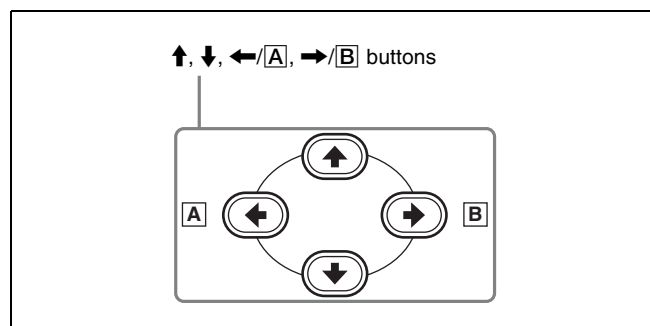 ↑, ↓, ←/A, →/B buttons
A B